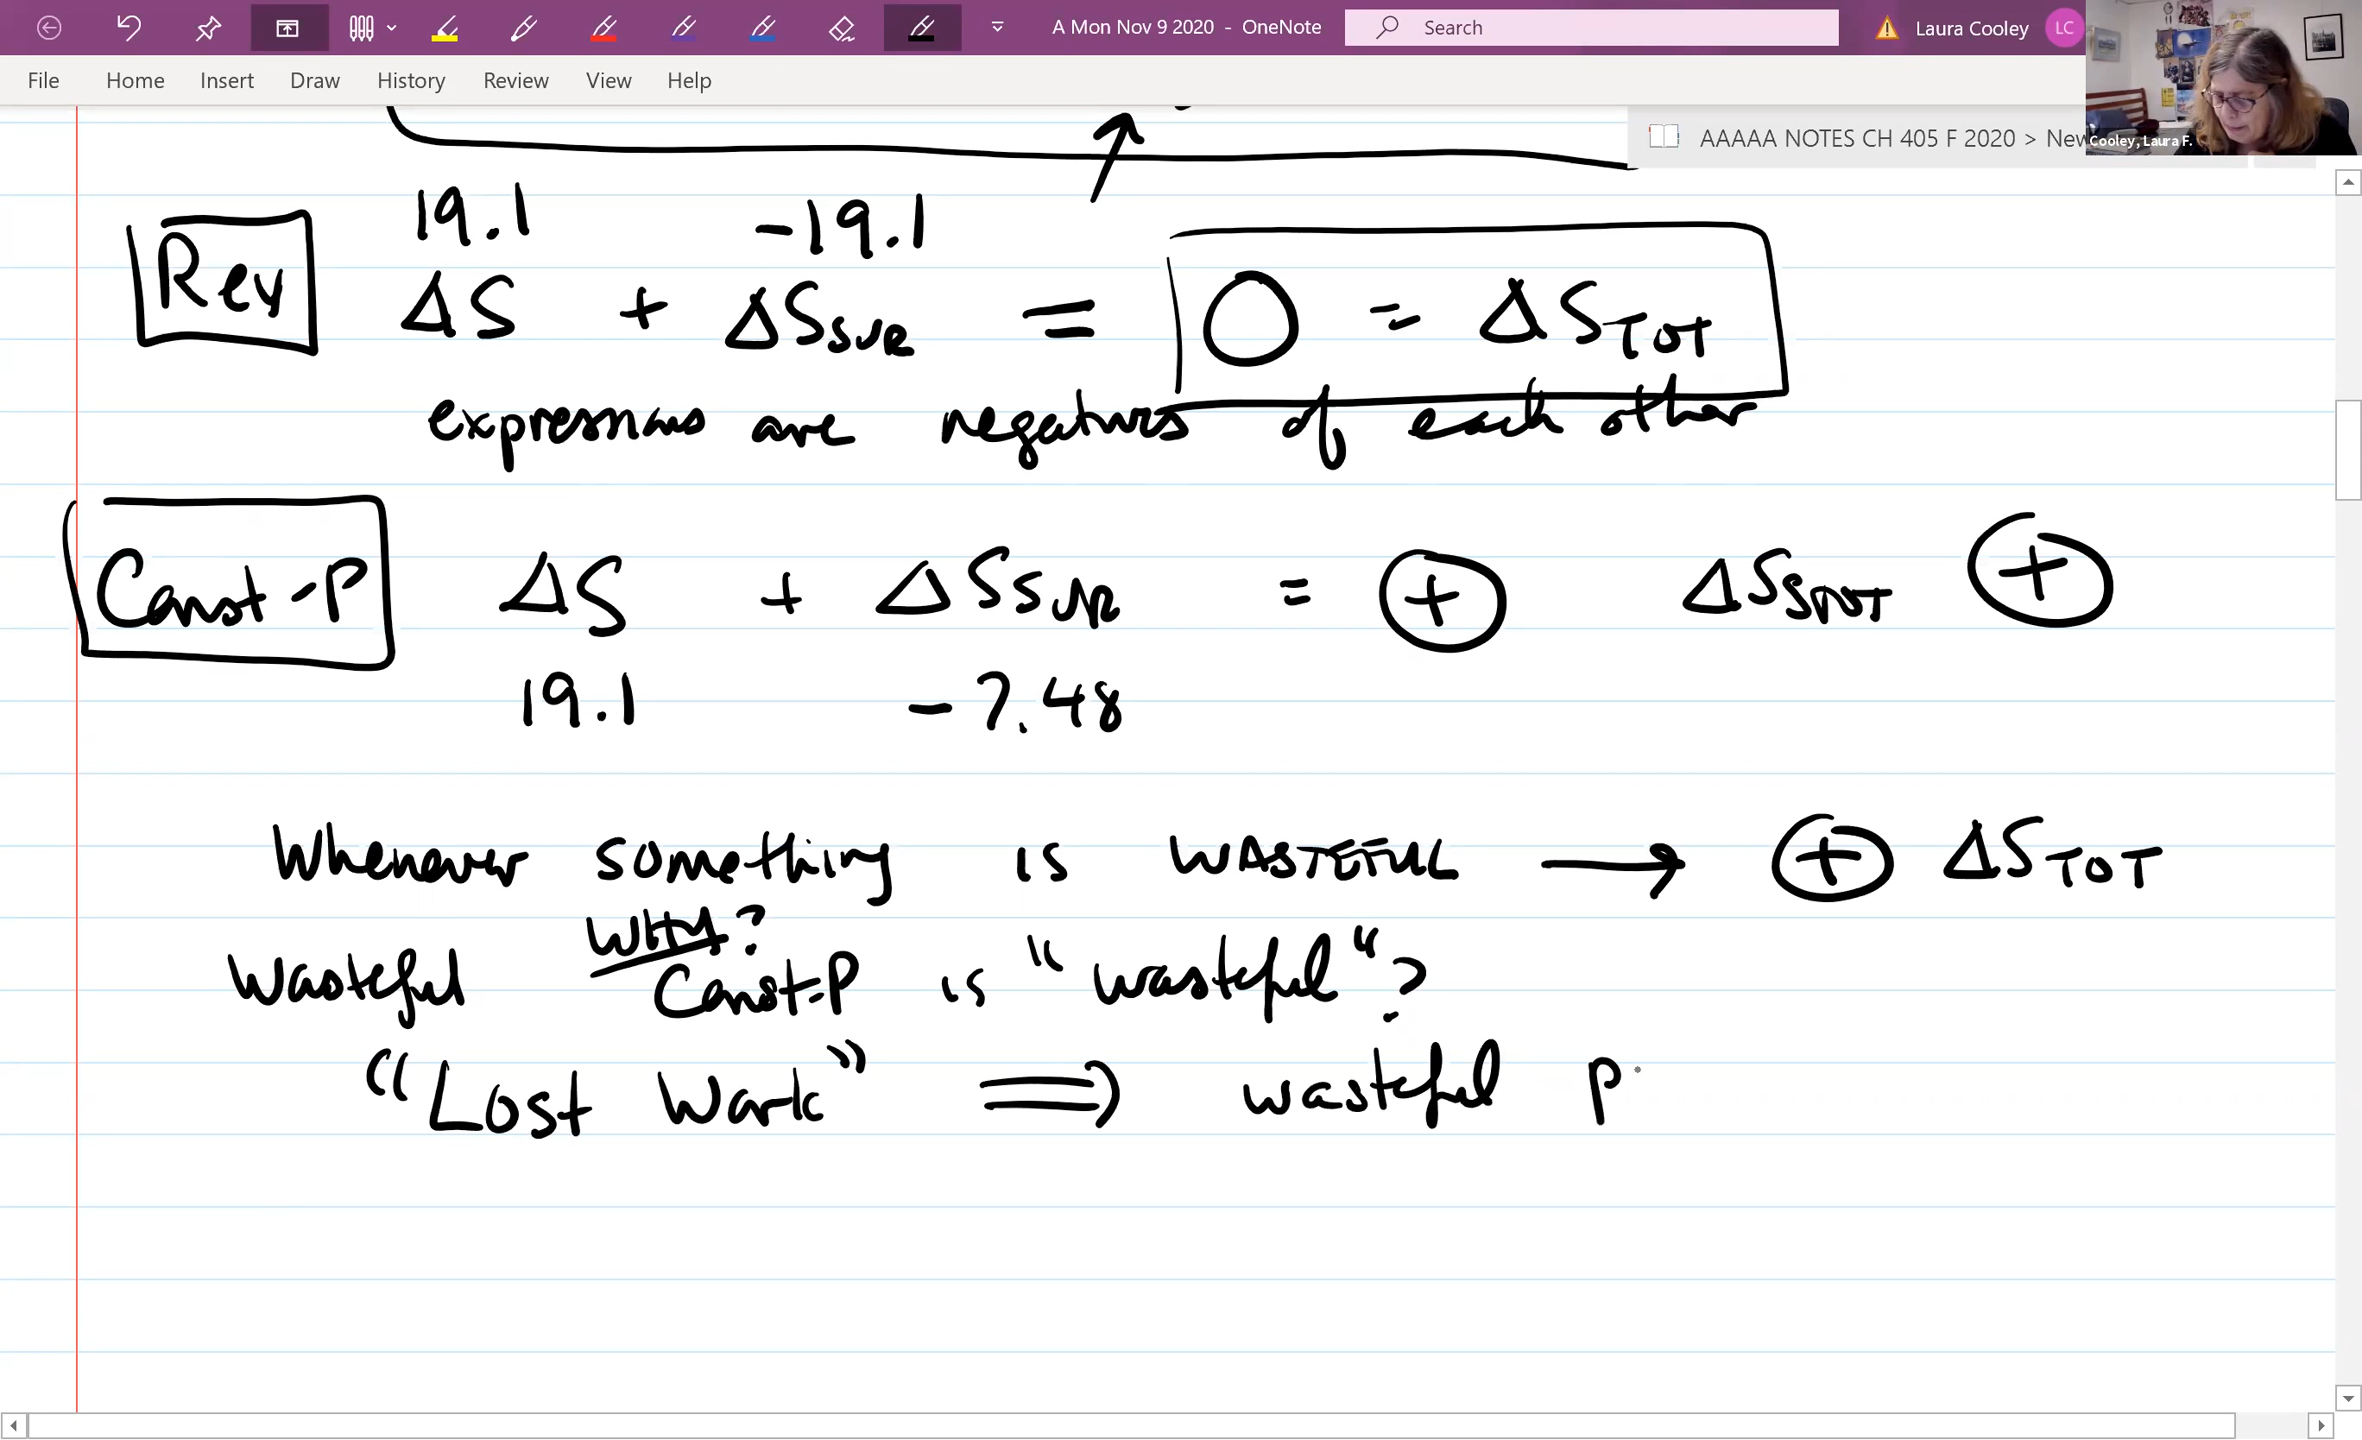 A Mon Nov 9 2020 - OneNote
Search
Laura Cooley LC
File Home Insert Draw History Review View Help
AAAAA NOTES CH 405 F 2020 > New
Cooley, Laura F.
19.1 -19.1
Rev ΔS + ΔSSUR = 0 = ΔSTOT
expressions are negatives of each other
Const-P ΔS + ΔSSUR = + ΔSTOT +
19.1 -7.48
Whenever something is WASTEFUL → + ΔSTOT
WHY?
Wasteful Const-P is "wasteful"?
"Lost Work" ⇒ wasteful p